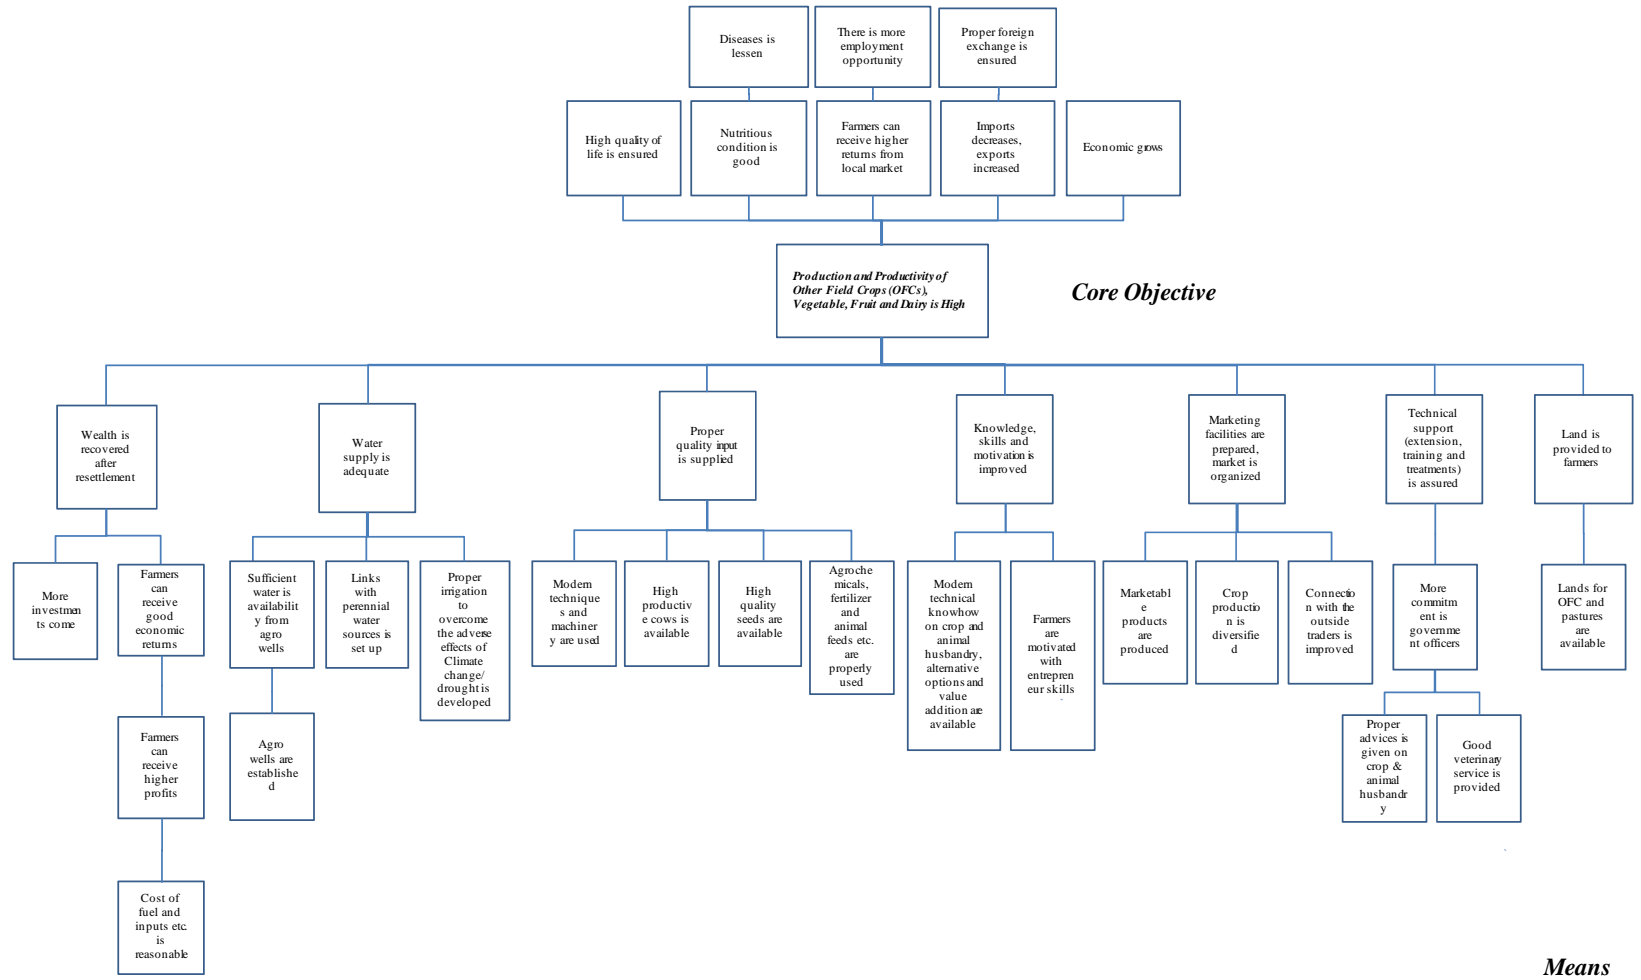 Diseases is
lessen
There is more
employment
opportunity
Proper foreign
exchange is
ensured
High quality of
life is ensured
Nutritious
condition is
good
Farmers can
receive higher
returns from
local market
Imports
decreases,
exports
increased
Economic grows
Production and Productivity of
Other Field Crops (OFCs),
Vegetable, Fruit and Dairy is High
Core Objective
Wealth is
recovered
after
resettlement
Water
supply is
adequate
Proper
quality input
is supplied
Knowledge,
skills and
motivation is
improved
Marketing
facilities are
prepared,
market is
organized
Technical
support
(extension,
training and
treatments)
is assured
Land is
provided to
farmers
More
investmen
ts come
Farmers
can
receive
good
economic
returns
Sufficient
water is
availabilit
y from
agro
wells
Links
with
perennial
water
sources is
set up
Proper
irrigation
to
overcome
the adverse
effects of
Climate
change/
drought is
developed
Modern
technique
s and
machiner
y are used
High
productiv
e cows is
available
High
quality
seeds are
available
Agroche
micals,
fertilizer
and
animal
feeds etc.
are
properly
used
Modern
technical
knowhow
on crop and
animal
husbandry,
alternative
options and
value
addition are
available
Farmers
are
motivated
with
entrepren
eur skills
Marketabl
e
products
are
produced
Crop
productio
n is
diversifie
d
Connectio
n with the
outside
traders is
improved
More
commitm
ent is
governme
nt officers
Lands for
OFC and
pastures
are
available
Farmers
can
receive
higher
profits
Agro
wells are
establishe
d
Proper
advices is
given on
crop &
animal
husbandr
y
Good
veterinary
service is
provided
Cost of
fuel and
inputs etc.
is
reasonable
Means